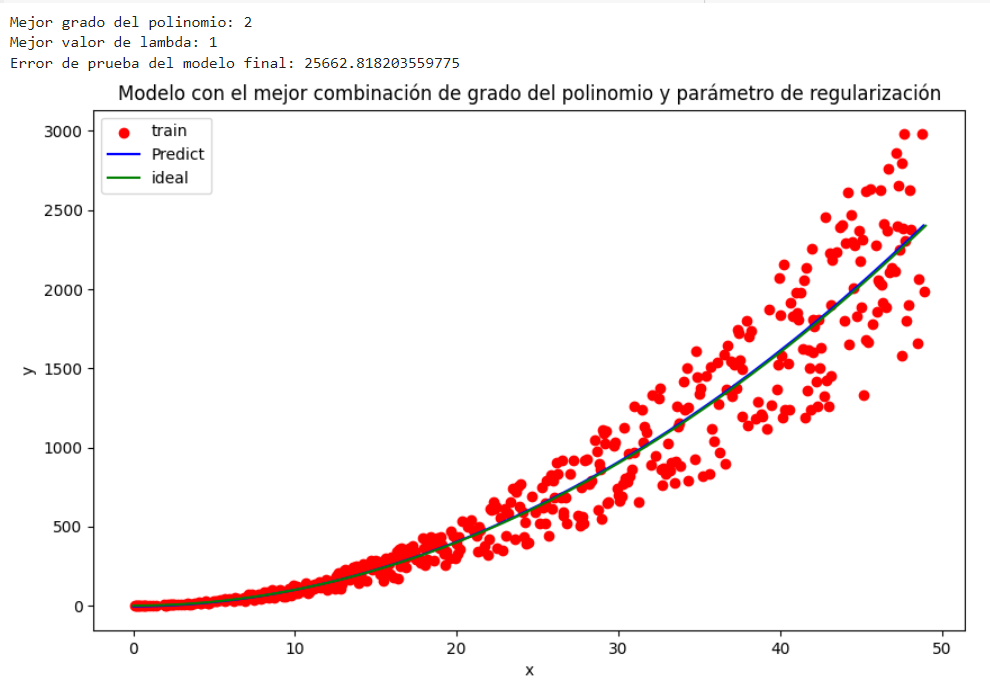 Mejor grado del polinomio: 2
Mejor valor de lambda: 1
Error de prueba del modelo final: 25662.818203559775
Modelo con el mejor combinación de grado del polinomio y parámetro de regularización
train
Predict
ideal
3000
2500
2000
1500
1000
500
0
y
0 10 20 30 40 50
x